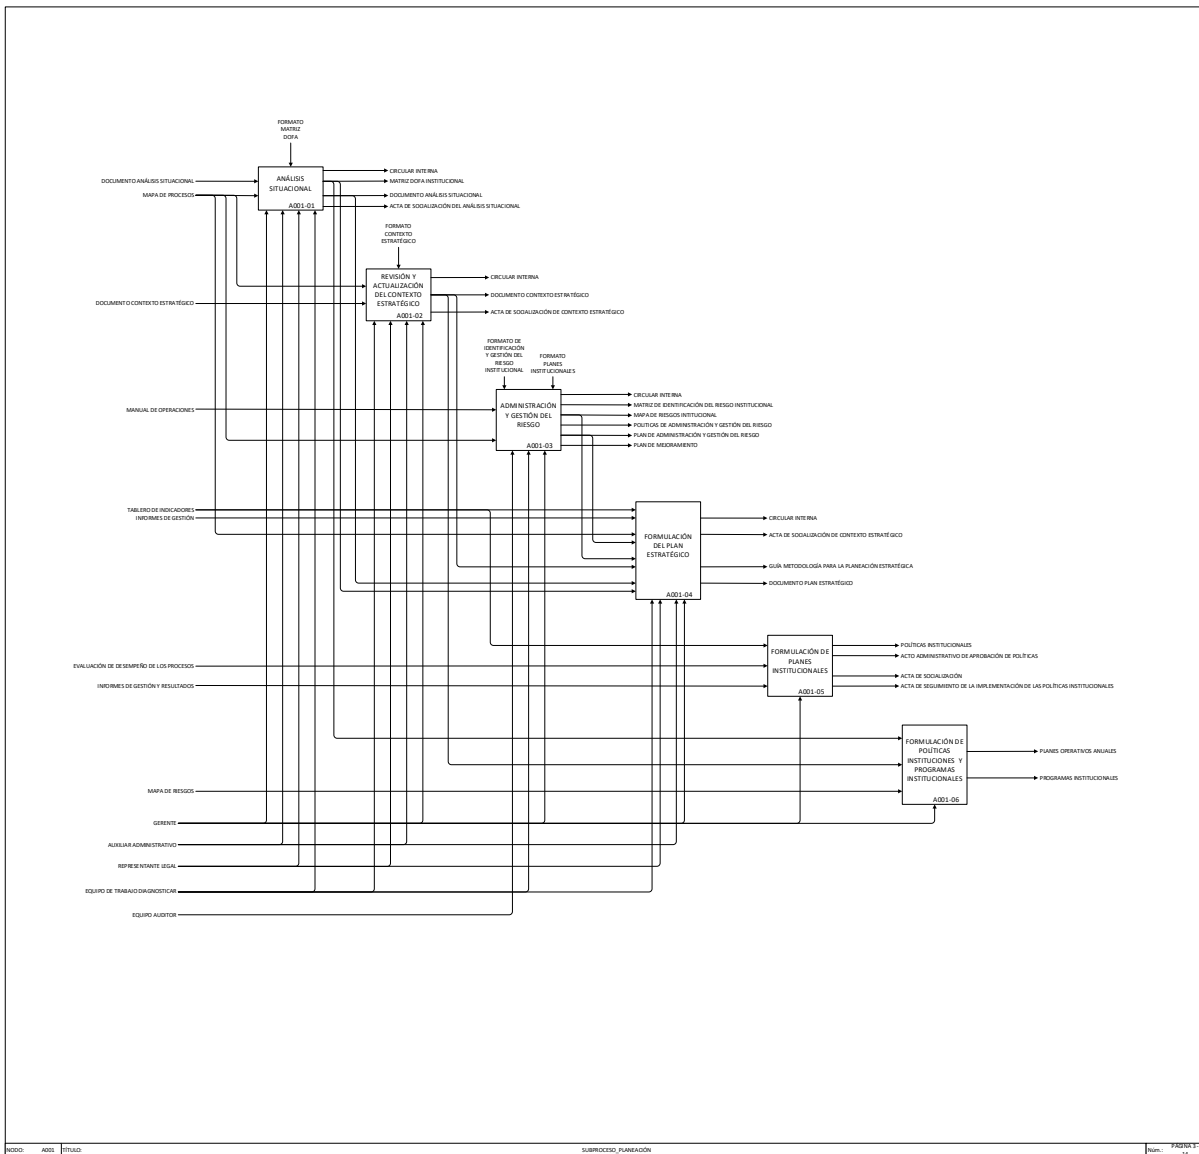 FORMATO
MATRIZ
DOFA
ANÁLISIS
SITUACIONAL
A001-01
DOCUMENTO ANÁLISIS SITUACIONAL
MAPA DE PROCESOS
CIRCULAR INTERNA
MATRIZ DOFA INSTITUCIONAL
DOCUMENTO ANÁLISIS SITUACIONAL
ACTA DE SOCIALIZACIÓN DEL ANÁLISIS SITUACIONAL
FORMATO
CONTEXTO
ESTRATÉGICO
REVISIÓN Y
ACTUALIZACIÓN
DEL CONTEXTO
ESTRATÉGICO
A001-02
DOCUMENTO CONTEXTO ESTRATÉGICO
CIRCULAR INTERNA
DOCUMENTO CONTEXTO ESTRATÉGICO
ACTA DE SOCIALIZACIÓN DE CONTEXTO ESTRATÉGICO
FORMATO DE
IDENTIFICACIÓN
Y GESTIÓN DEL
RIESGO
INSTITUCIONAL
FORMATO
PLANES
INSTITUCIONALES
ADMINISTRACIÓN
Y GESTIÓN DEL
RIESGO
A001-03
MANUAL DE OPERACIONES
CIRCULAR INTERNA
MATRIZ DE IDENTIFICACIÓN DEL RIESGO INSTITUCIONAL
MAPA DE RIESGOS INTITUCIONAL
POLITICAS DE ADMINISTRACIÓN Y GESTIÓN DEL RIESGO
PLAN DE ADMINISTRACIÓN Y GESTIÓN DEL RIESGO
PLAN DE MEJORAMIENTO
TABLERO DE INDICADORES
INFORMES DE GESTIÓN
FORMULACIÓN
DEL PLAN
ESTRATÉGICO
A001-04
CIRCULAR INTERNA
ACTA DE SOCIALIZACIÓN DE CONTEXTO ESTRATÉGICO
GUÍA METODOLOGÍA PARA LA PLANEACIÓN ESTRATÉGICA
DOCUMENTO PLAN ESTRATÉGICO
EVALUACIÓN DE DESEMPEÑO DE LOS PROCESOS
INFORMES DE GESTIÓN Y RESULTADOS
FORMULACIÓN DE
PLANES
INSTITUCIONALES
A001-05
POLÍTICAS INSTITUCIONALES
ACTO ADMINISTRATIVO DE APROBACIÓN DE POLÍTICAS
ACTA DE SOCIALIZACIÓN
ACTA DE SEGUIMIENTO DE LA IMPLEMENTACIÓN DE LAS POLÍTICAS INSTITUCIONALES
FORMULACIÓN DE
POLÍTICAS
INSTITUCIONES Y
PROGRAMAS
INSTITUCIONALES
A001-06
PLANES OPERATIVOS ANUALES
PROGRAMAS INSTITUCIONALES
MAPA DE RIESGOS
GERENTE
AUXILIAR ADMINISTRATIVO
REPRESENTANTE LEGAL
EQUIPO DE TRABAJO DIAGNOSTICAR
EQUIPO AUDITOR
NODO: A001 TÍTULO: SUBPROCESO_PLANEACIÓN Núm.: PÁGINA 3-
14